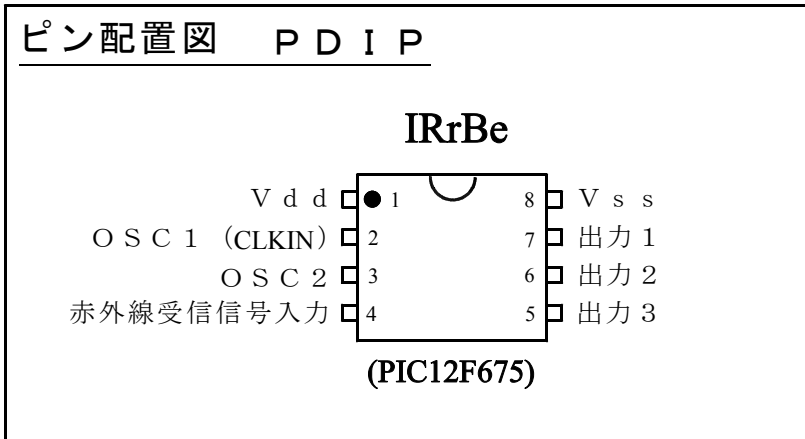 ピン配置図　ＰＤＩＰ
IRrBe
Ｖｄｄ 1 8 Ｖｓｓ
ＯＳＣ１（CLKIN） 2 7 出力１
ＯＳＣ２ 3 6 出力２
赤外線受信信号入力 4 5 出力３
(PIC12F675)